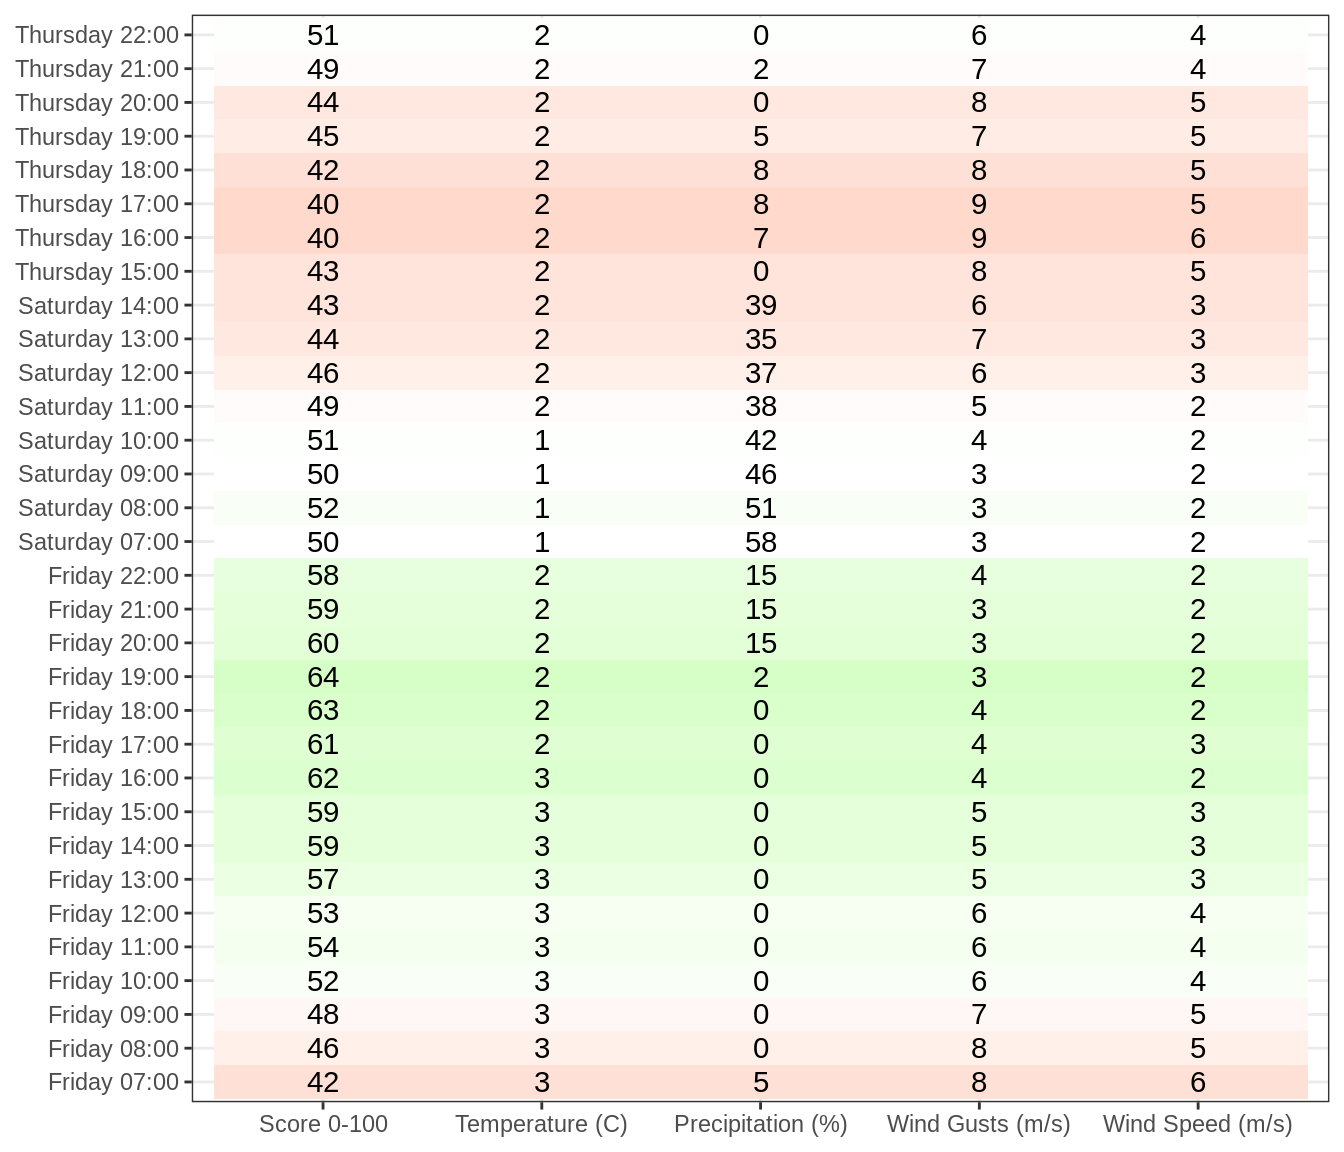 Thursday 22:00 51 2 0 6 4
Thursday 21:00 49 2 2 7 4
Thursday 20:00 44 2 0 8 5
Thursday 19:00 45 2 5 7 5
Thursday 18:00 42 2 8 8 5
Thursday 17:00 40 2 8 9 5
Thursday 16:00 40 2 7 9 6
Thursday 15:00 43 2 0 8 5
Saturday 14:00 43 2 39 6 3
Saturday 13:00 44 2 35 7 3
Saturday 12:00 46 2 37 6 3
Saturday 11:00 49 2 38 5 2
Saturday 10:00 51 1 42 4 2
Saturday 09:00 50 1 46 3 2
Saturday 08:00 52 1 51 3 2
Saturday 07:00 50 1 58 3 2
Friday 22:00 58 2 15 4 2
Friday 21:00 59 2 15 3 2
Friday 20:00 60 2 15 3 2
Friday 19:00 64 2 2 3 2
Friday 18:00 63 2 0 4 2
Friday 17:00 61 2 0 4 3
Friday 16:00 62 3 0 4 2
Friday 15:00 59 3 0 5 3
Friday 14:00 59 3 0 5 3
Friday 13:00 57 3 0 5 3
Friday 12:00 53 3 0 6 4
Friday 11:00 54 3 0 6 4
Friday 10:00 52 3 0 6 4
Friday 09:00 48 3 0 7 5
Friday 08:00 46 3 0 8 5
Friday 07:00 42 3 5 8 6
Score 0-100 Temperature (C) Precipitation (%) Wind Gusts (m/s) Wind Speed (m/s)